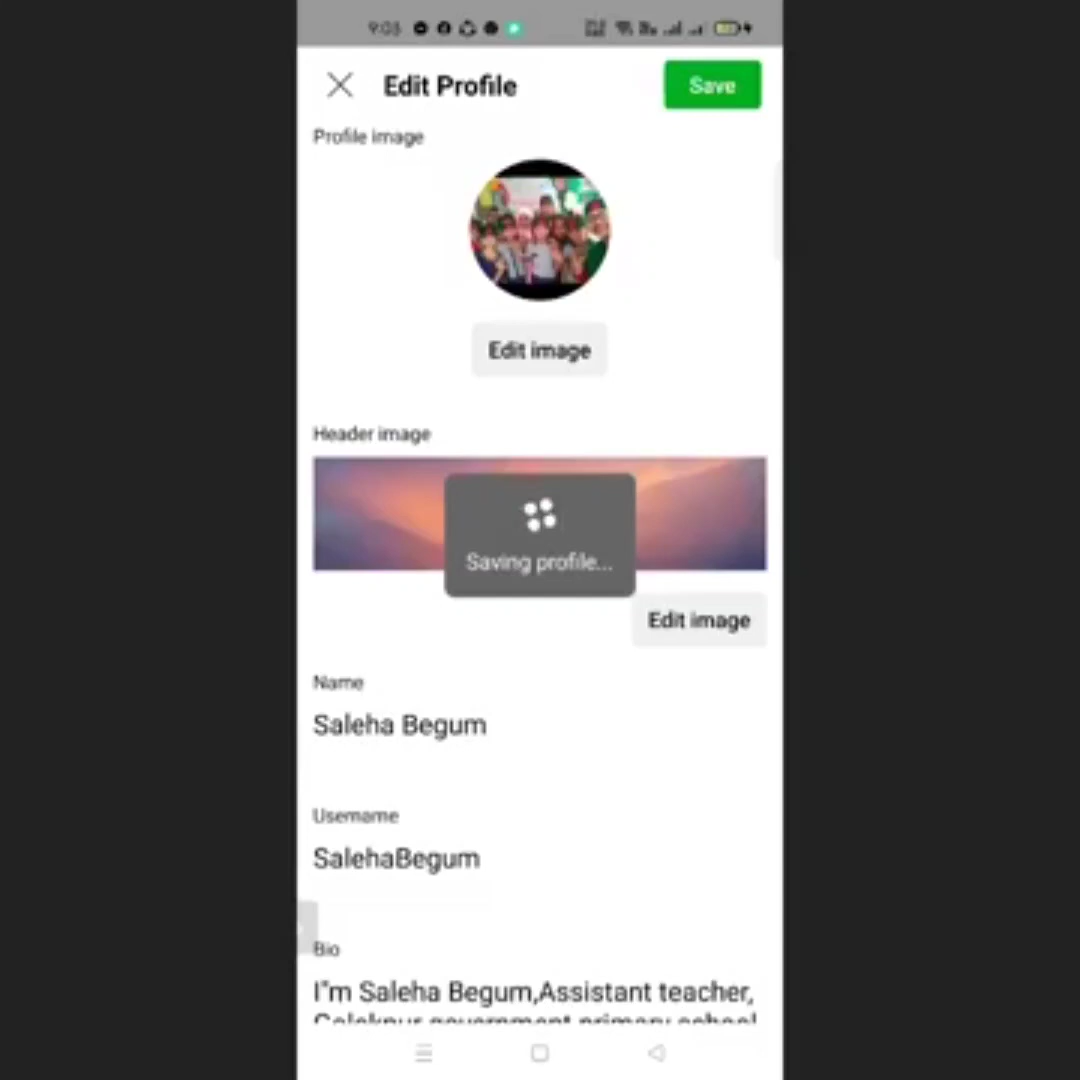 9:03
Edit Profile
Save
Profile image
Edit image
Header image
Saving profile...
Edit image
Name
Saleha Begum
Username
SalehaBegum
Bio
I"m Saleha Begum,Assistant teacher,
government primary school